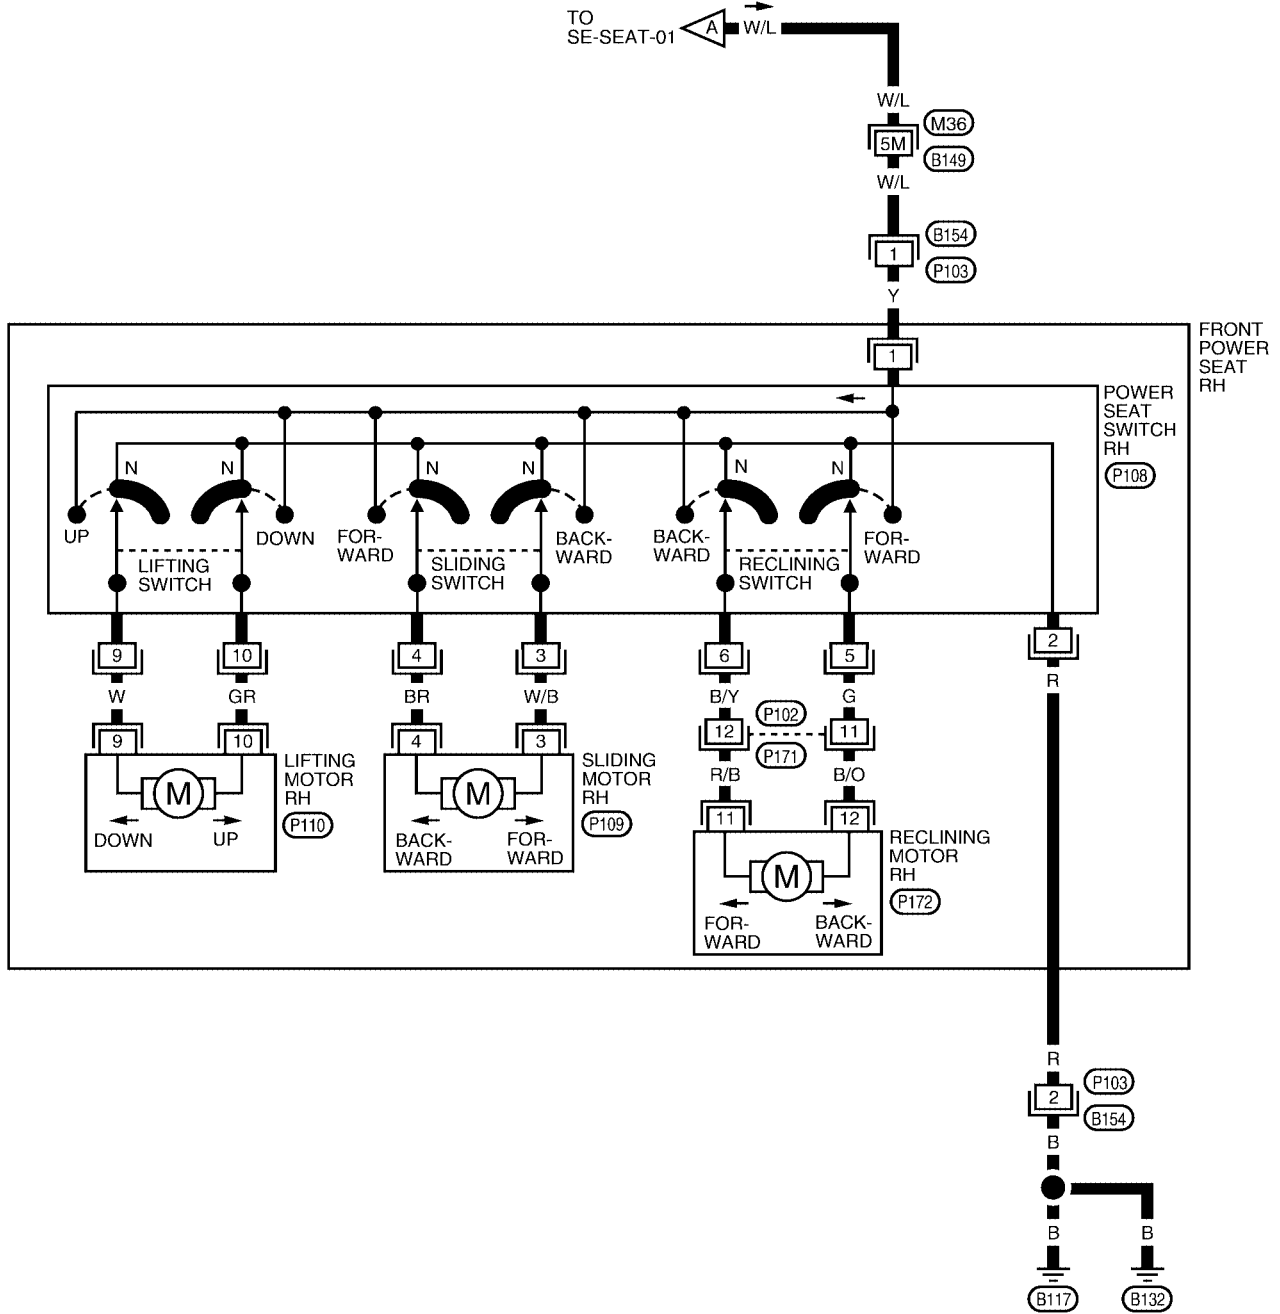 TO
SE-SEAT-01
A
W/L
W/L
5M
M36
B149
W/L
1
B154
P103
Y
1
FRONT
POWER
SEAT
RH
POWER
SEAT
SWITCH
RH
P108
N
N
N
N
N
N
UP
DOWN
FOR-
WARD
BACK-
WARD
BACK-
WARD
FOR-
WARD
LIFTING
SWITCH
SLIDING
SWITCH
RECLINING
SWITCH
9
10
4
3
6
5
2
W
GR
BR
W/B
B/Y
G
R
12
P102
P171
11
R/B
B/O
9
10
4
3
11
12
M
DOWN
UP
LIFTING
MOTOR
RH
P110
M
BACK-
WARD
FOR-
WARD
SLIDING
MOTOR
RH
P109
M
FOR-
WARD
BACK-
WARD
RECLINING
MOTOR
RH
P172
R
2
P103
B154
B
B
B
B117
B132